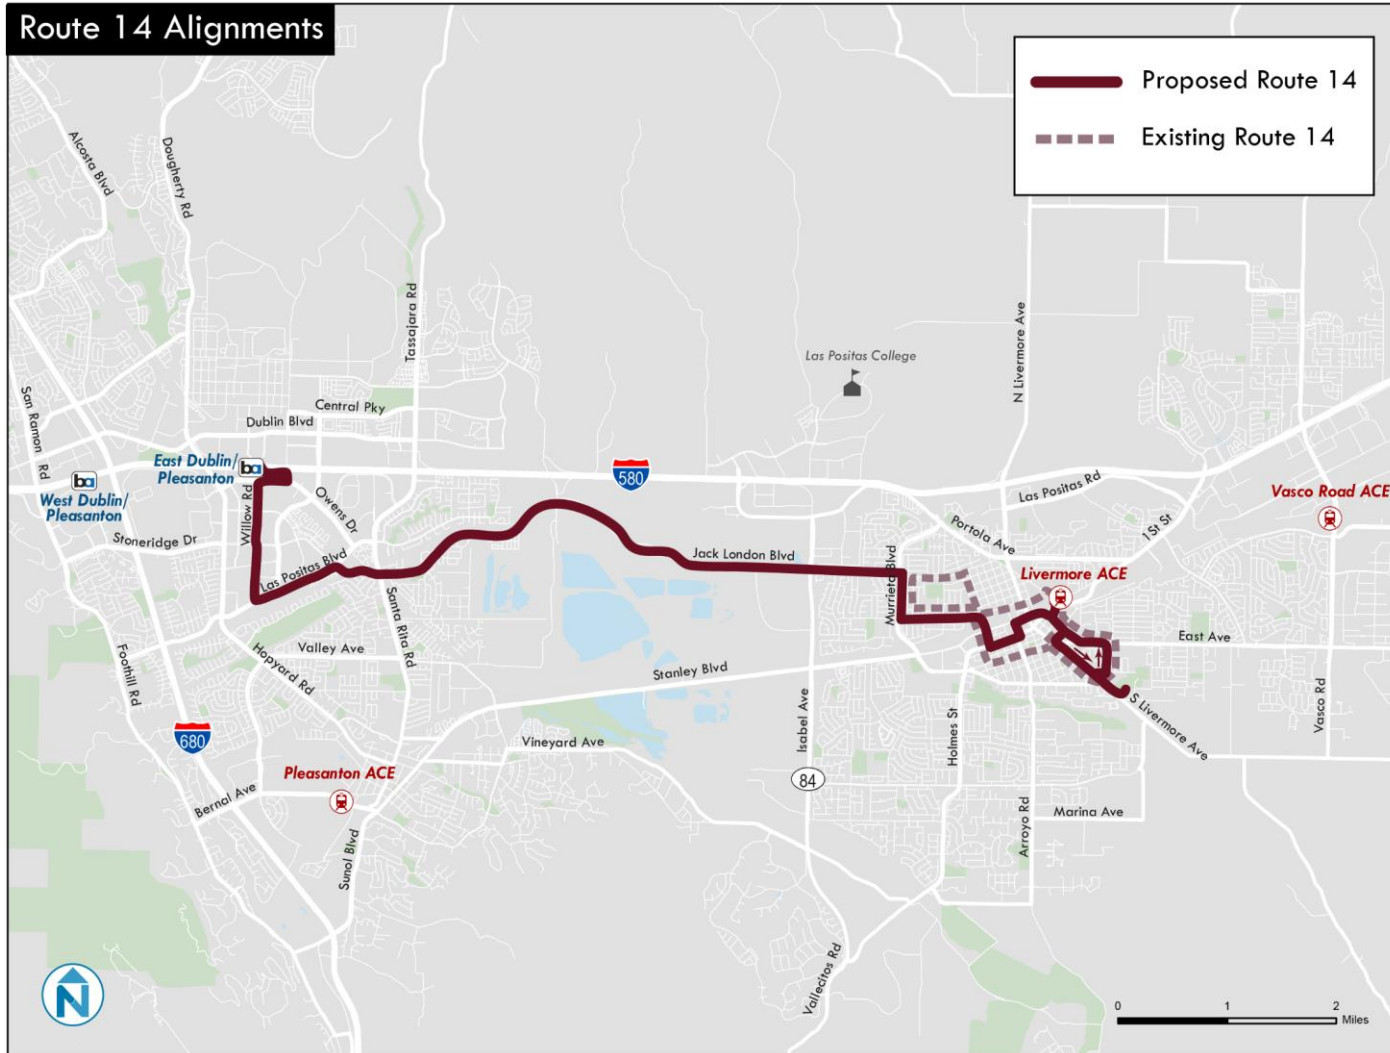 Route 14 Alignments
Proposed Route 14
Existing Route 14
Alcosta Blvd
Dougherty Rd
Tassajara Rd
N Livermore Ave
Las Positas College
San Ramon Rd
Central Pky
Dublin Blvd
East Dublin/
Pleasanton
ba
ba
West Dublin/
Pleasanton
580
Willow Rd
Owens Dr
Stoneridge Dr
Las Positas Blvd
Las Positas Rd
Vasco Road ACE
Portola Ave
1St St
Jack London Blvd
Livermore ACE
Murrieta Blvd
Santa Rita Rd
East Ave
Valley Ave
Hopyard Rd
Foothill Rd
Stanley Blvd
Isabel Ave
S Livermore Ave
Vasco Rd
Holmes St
680
Vineyard Ave
Pleasanton ACE
84
Bernal Ave
Marina Ave
Arroyo Rd
Sunol Blvd
Vallecitos Rd
N
0 1 2
Miles